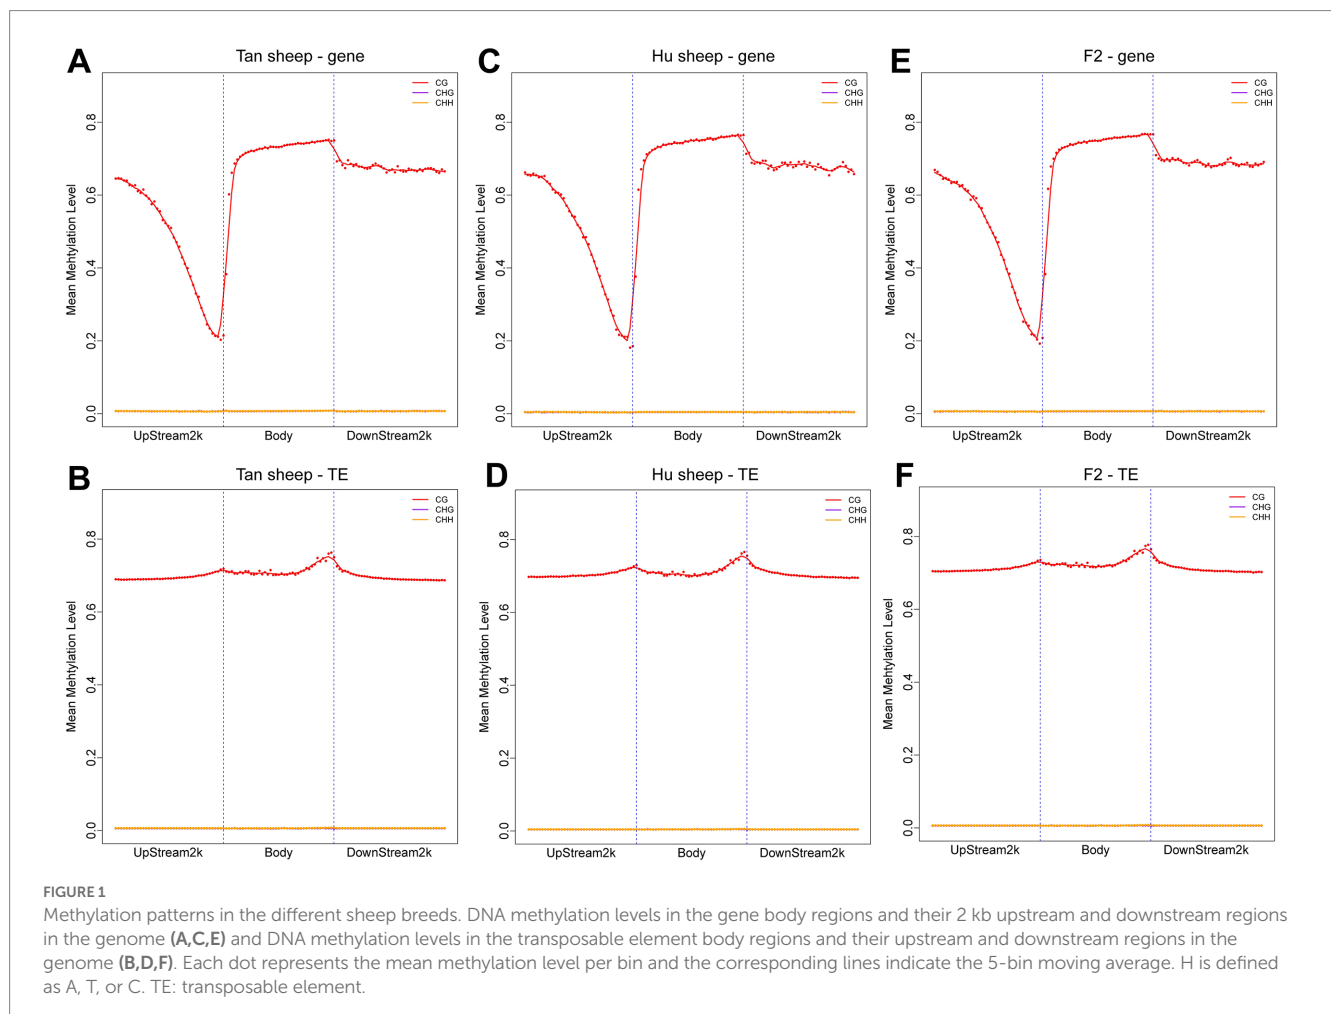 A
Tan sheep - gene
CG
CHG
CHH
Mean Mehtylation Level
0.8
0.6
0.4
0.2
0.0
UpStream2k
Body
DownStream2k
C
Hu sheep - gene
CG
CHG
CHH
Mean Mehtylation Level
0.8
0.6
0.4
0.2
0.0
UpStream2k
Body
DownStream2k
E
F2 - gene
CG
CHG
CHH
Mean Mehtylation Level
0.8
0.6
0.4
0.2
0.0
UpStream2k
Body
DownStream2k
B
Tan sheep - TE
CG
CHG
CHH
Mean Mehtylation Level
0.8
0.6
0.4
0.2
0.0
UpStream2k
Body
DownStream2k
D
Hu sheep - TE
CG
CHG
CHH
Mean Mehtylation Level
0.8
0.6
0.4
0.2
0.0
UpStream2k
Body
DownStream2k
F
F2 - TE
CG
CHG
CHH
Mean Mehtylation Level
0.8
0.6
0.4
0.2
0.0
UpStream2k
Body
DownStream2k
FIGURE 1
Methylation patterns in the different sheep breeds. DNA methylation levels in the gene body regions and their 2 kb upstream and downstream regions
in the genome (A,C,E) and DNA methylation levels in the transposable element body regions and their upstream and downstream regions in the
genome (B,D,F). Each dot represents the mean methylation level per bin and the corresponding lines indicate the 5-bin moving average. H is defined
as A, T, or C. TE: transposable element.